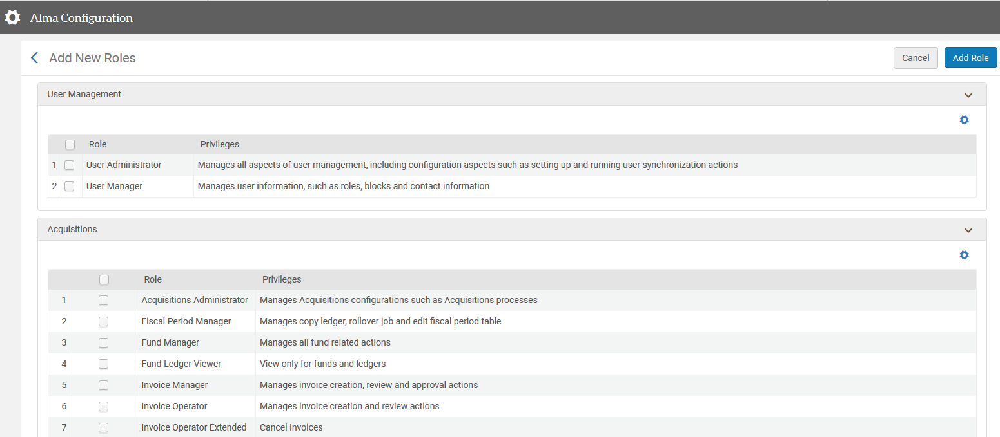 Alma Configuration
Add New Roles Cancel Add Role
User Management
Role Privileges
1 User Administrator Manages all aspects of user management, including configuration aspects such as setting up and running user synchronization actions
2 User Manager Manages user information, such as roles, blocks and contact information
Acquisitions
Role Privileges
1 Acquisitions Administrator Manages Acquisitions configurations such as Acquisitions processes
2 Fiscal Period Manager Manages copy ledger, rollover job and edit fiscal period table
3 Fund Manager Manages all fund related actions
4 Fund-Ledger Viewer View only for funds and ledgers
5 Invoice Manager Manages invoice creation, review and approval actions
6 Invoice Operator Manages invoice creation and review actions
7 Invoice Operator Extended Cancel Invoices